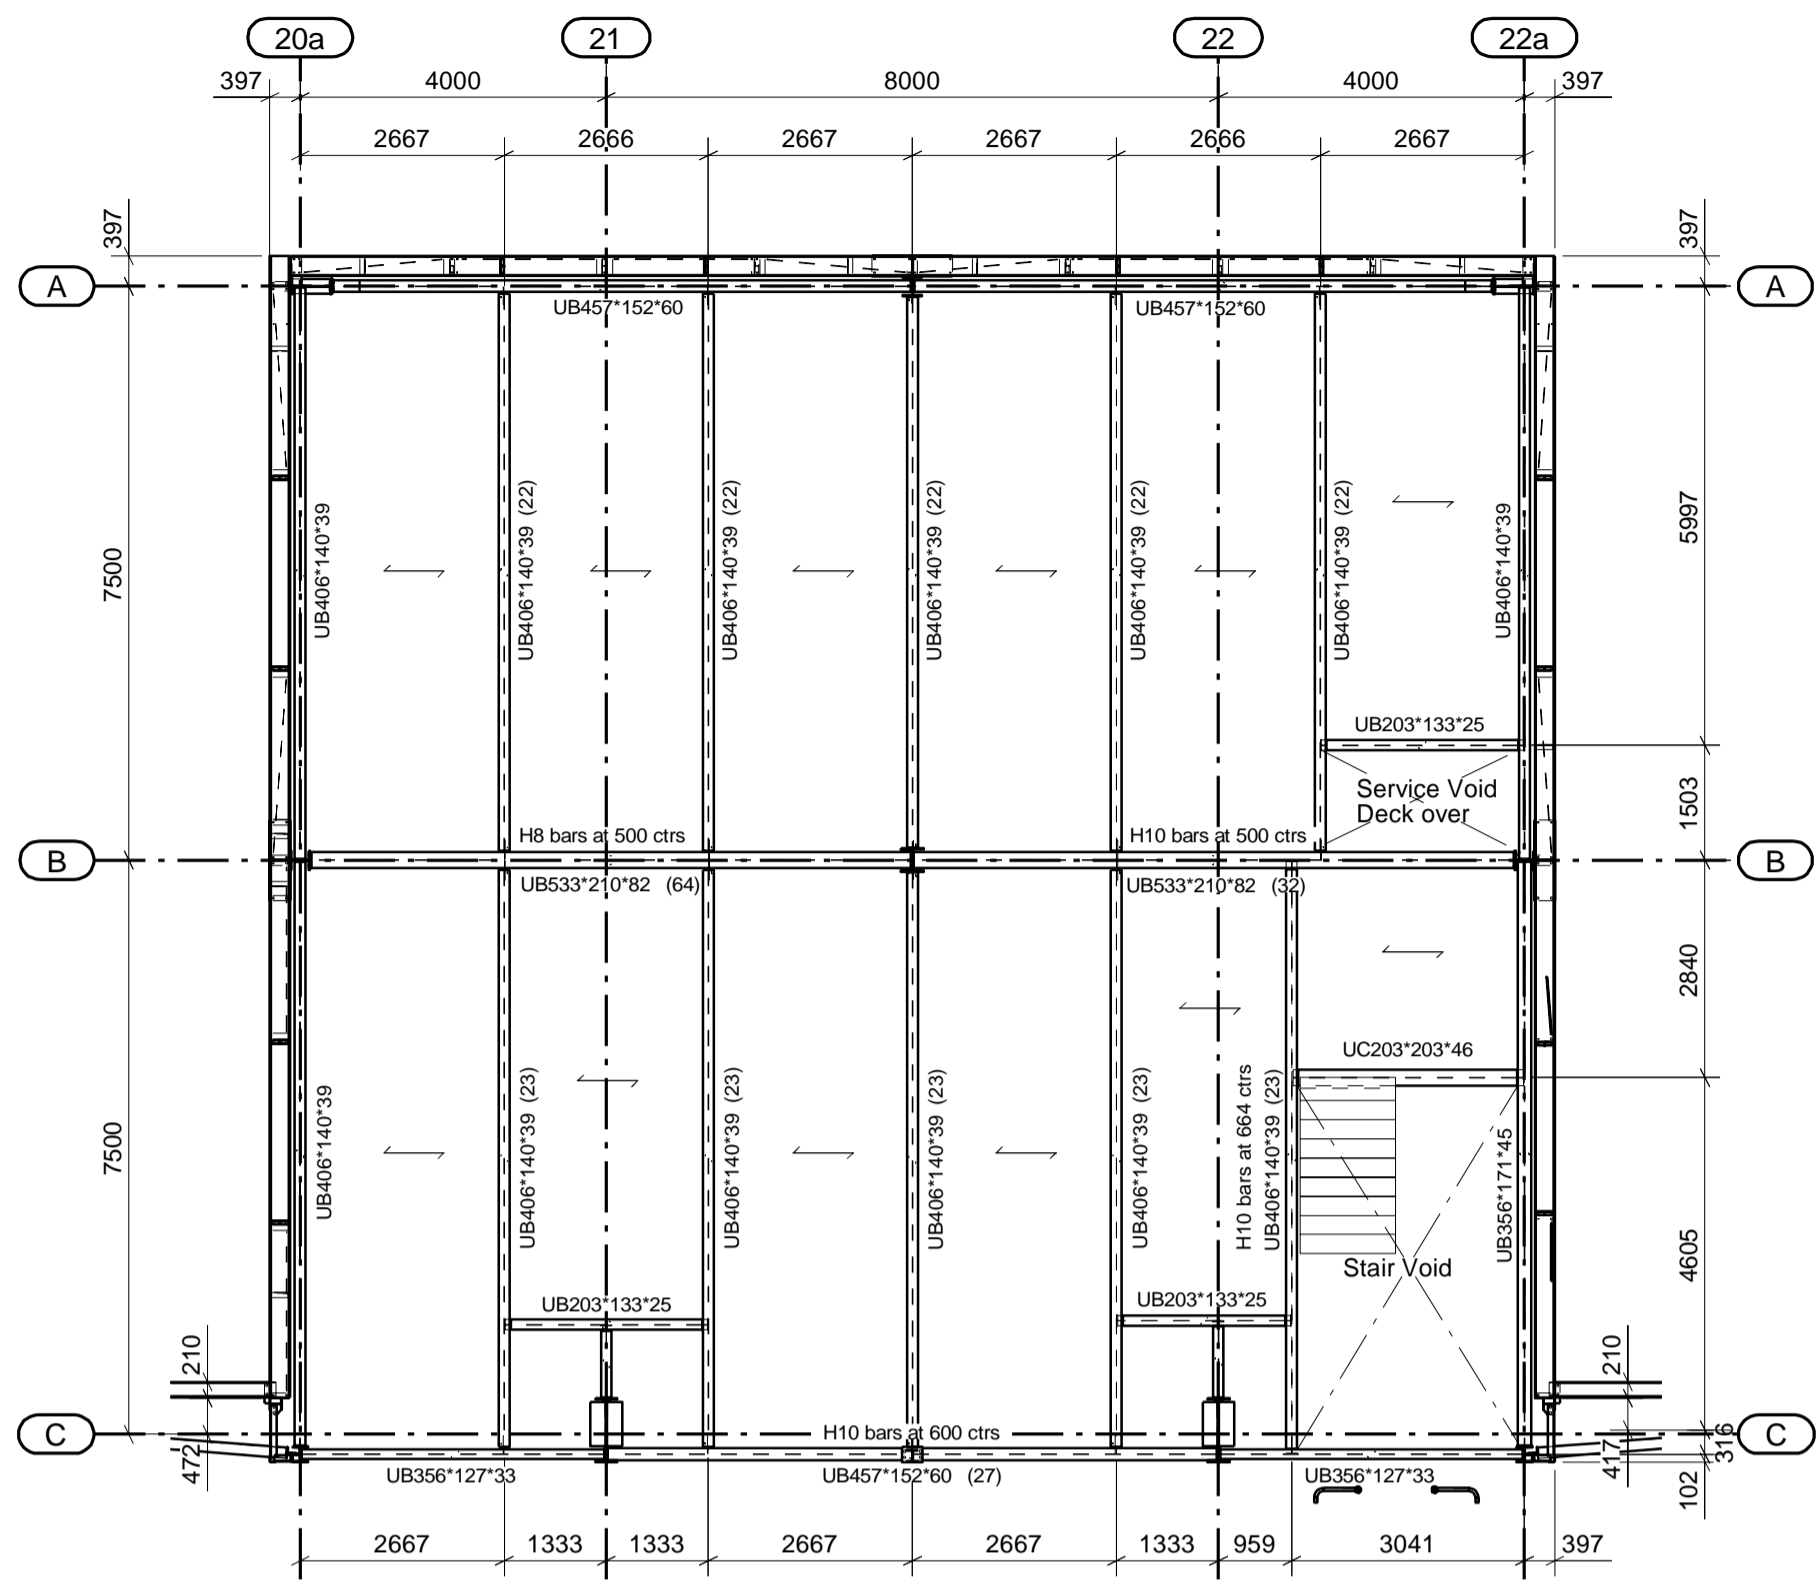 20a
21
22
22a
397
4000
8000
4000
397
2667
2666
2667
2667
2666
2667
397
397
A
A
UB457*152*60
UB457*152*60
UB406*140*39
UB406*140*39 (22)
UB406*140*39 (22)
UB406*140*39 (22)
UB406*140*39 (22)
UB406*140*39 (22)
UB406*140*39
7500
5997
UB203*133*25
Service Void
Deck over
1503
H8 bars at 500 ctrs
H10 bars at 500 ctrs
B
B
UB533*210*82 (64)
UB533*210*82 (32)
2840
UC203*203*46
UB406*140*39
UB406*140*39 (23)
UB406*140*39 (23)
UB406*140*39 (23)
UB406*140*39 (23)
H10 bars at 664 ctrs
UB406*140*39 (23)
UB356*171*45
7500
4605
Stair Void
UB203*133*25
UB203*133*25
210
210
C
C
H10 bars at 600 ctrs
472
417
316
102
UB356*127*33
UB457*152*60 (27)
UB356*127*33
2667
1333
1333
2667
2667
1333
959
3041
397